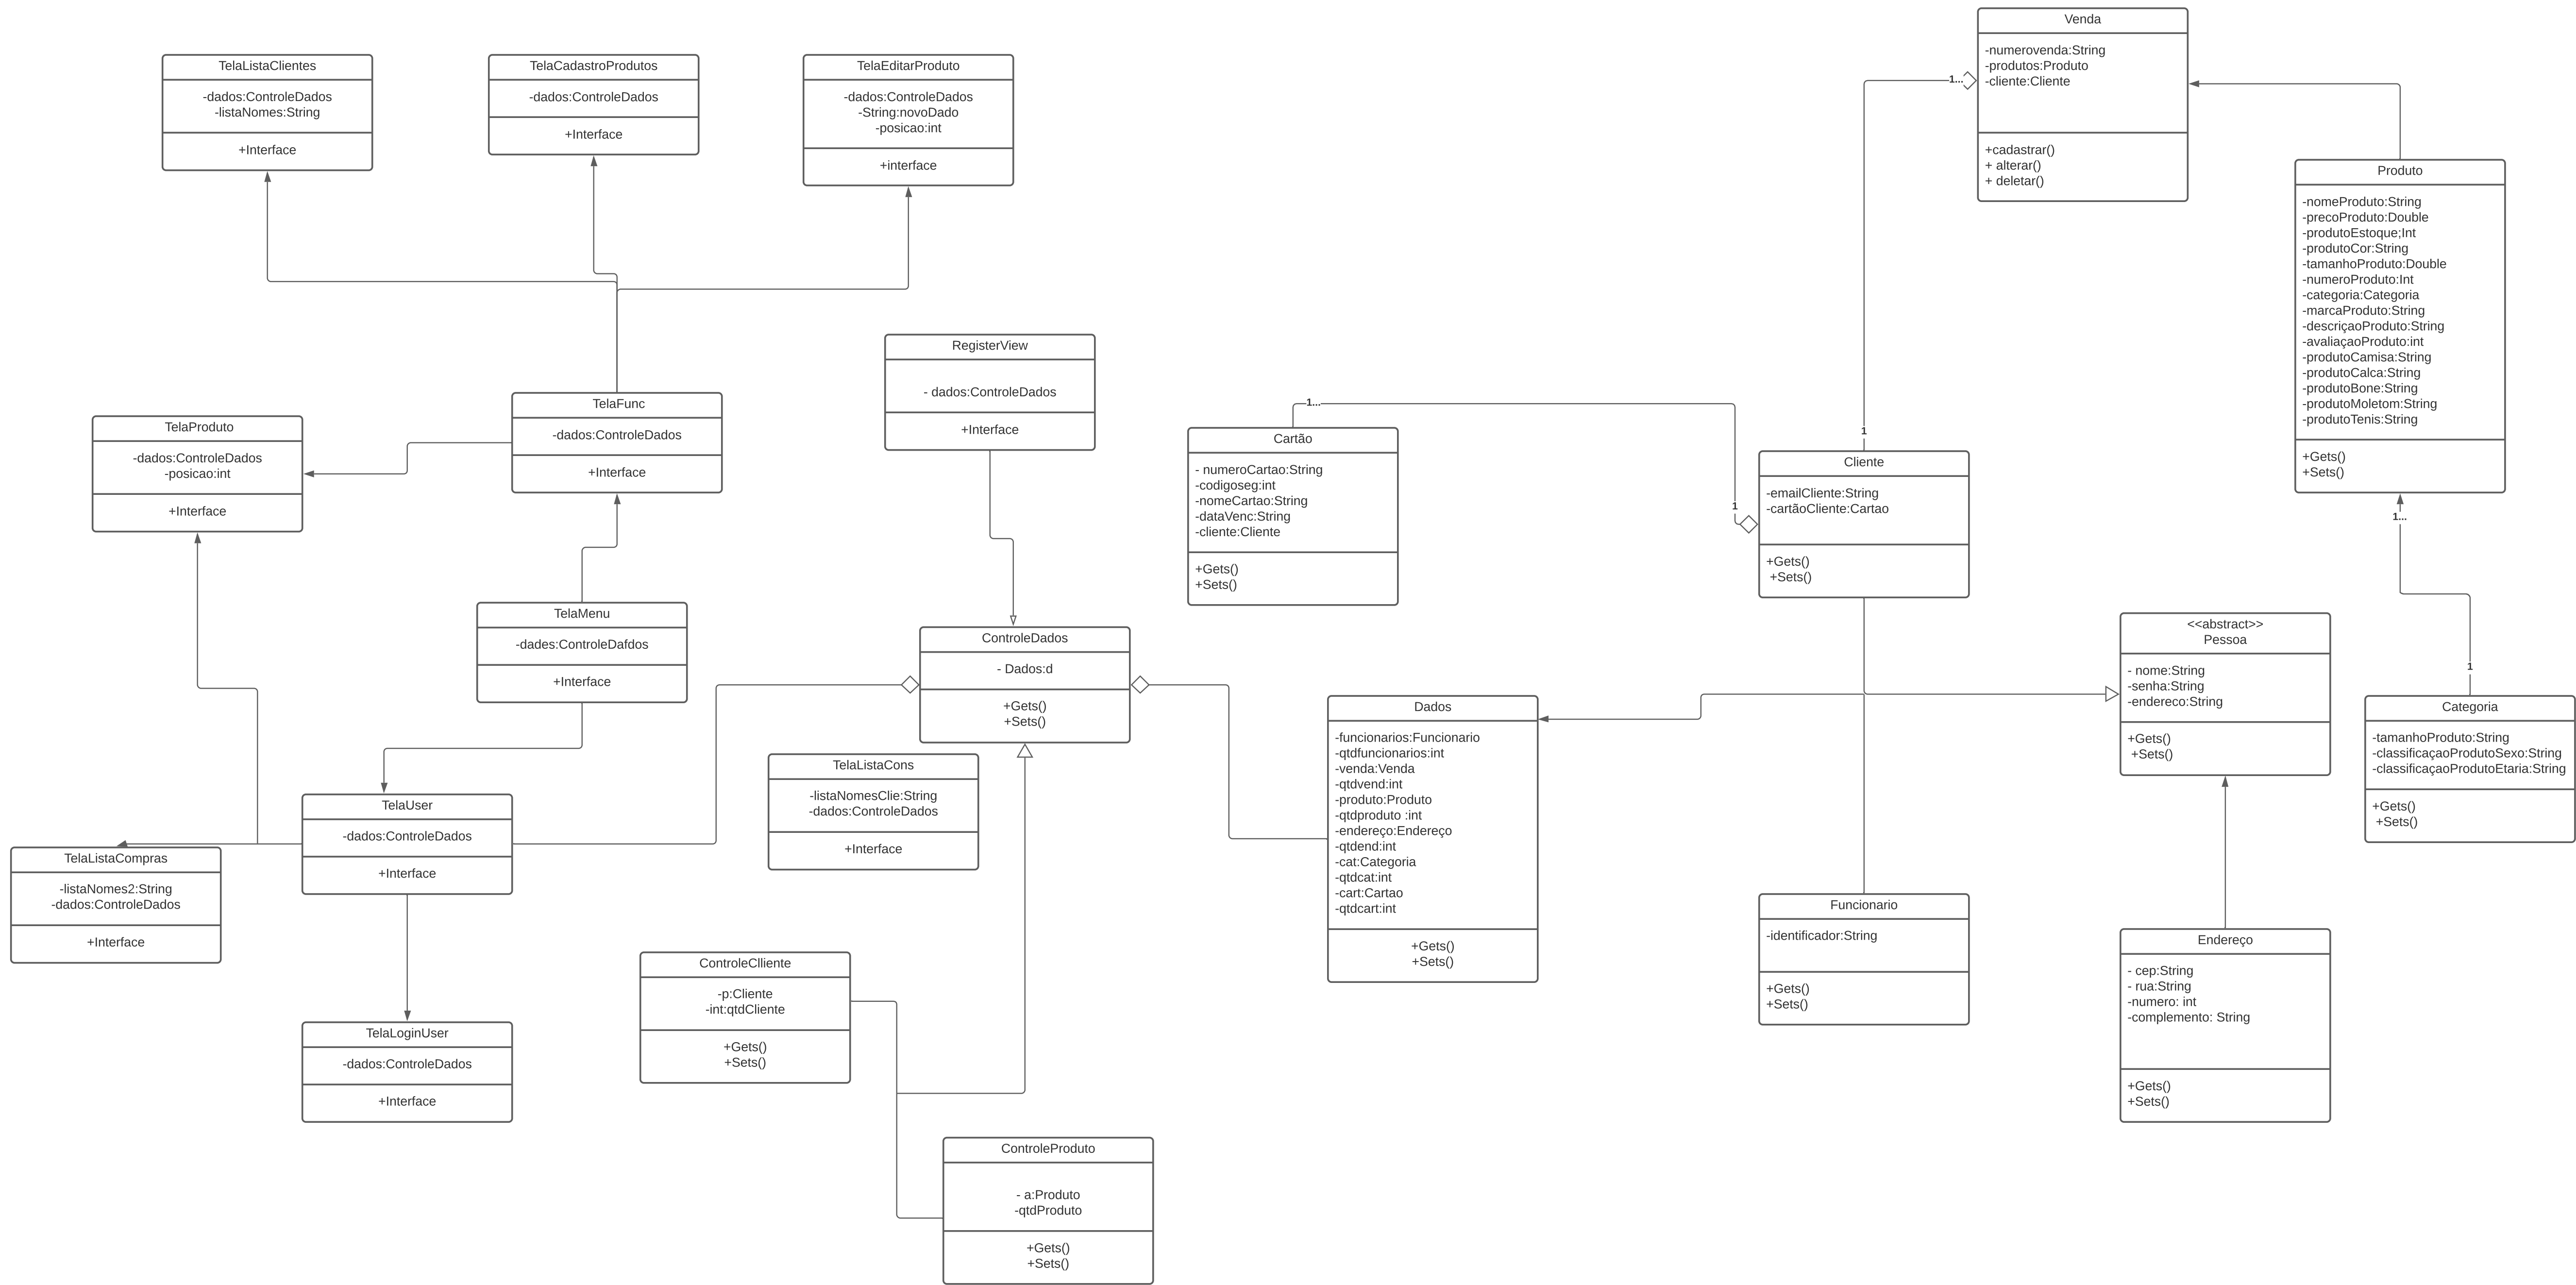 Venda
-numerovenda:String
-produtos:Produto
-cliente:Cliente
+cadastrar()
+ alterar()
+ deletar()
TelaListaClientes
-dados:ControleDados
-listaNomes:String
+Interface
TelaCadastroProdutos
-dados:ControleDados
+Interface
TelaEditarProduto
-dados:ControleDados
-String:novoDado
-posicao:int
+interface
1...
Produto
-nomeProduto:String
-precoProduto:Double
-produtoEstoque;Int
-produtoCor:String
-tamanhoProduto:Double
-numeroProduto:Int
-categoria:Categoria
-marcaProduto:String
-descriçaoProduto:String
-avaliaçaoProduto:int
-produtoCamisa:String
-produtoCalca:String
-produtoBone:String
-produtoMoletom:String
-produtoTenis:String
+Gets()
+Sets()
RegisterView
- dados:ControleDados
+Interface
TelaFunc
-dados:ControleDados
+Interface
TelaProduto
-dados:ControleDados
-posicao:int
+Interface
1...
Cartão
- numeroCartao:String
-codigoseg:int
-nomeCartao:String
-dataVenc:String
-cliente:Cliente
+Gets()
+Sets()
1
1
Cliente
-emailCliente:String
-cartãoCliente:Cartao
+Gets()
+Sets()
1...
1
TelaMenu
-dades:ControleDafdos
+Interface
ControleDados
- Dados:d
+Gets()
+Sets()
<<abstract>>
Pessoa
- nome:String
-senha:String
-endereco:String
+Gets()
+Sets()
Categoria
-tamanhoProduto:String
-classificaçaoProdutoSexo:String
-classificaçaoProdutoEtaria:String
+Gets()
+Sets()
Dados
-funcionarios:Funcionario
-qtdfuncionarios:int
-venda:Venda
-qtdvend:int
-produto:Produto
-qtdproduto :int
-endereço:Endereço
-qtdend:int
-cat:Categoria
-qtdcat:int
-cart:Cartao
-qtdcart:int
+Gets()
+Sets()
TelaListaCons
-listaNomesClie:String
-dados:ControleDados
+Interface
TelaUser
-dados:ControleDados
+Interface
TelaListaCompras
-listaNomes2:String
-dados:ControleDados
+Interface
Funcionario
-identificador:String
+Gets()
+Sets()
Endereço
- cep:String
- rua:String
-numero: int
-complemento: String
+Gets()
+Sets()
ControleClliente
-p:Cliente
-int:qtdCliente
+Gets()
+Sets()
TelaLoginUser
-dados:ControleDados
+Interface
ControleProduto
- a:Produto
-qtdProduto
+Gets()
+Sets()